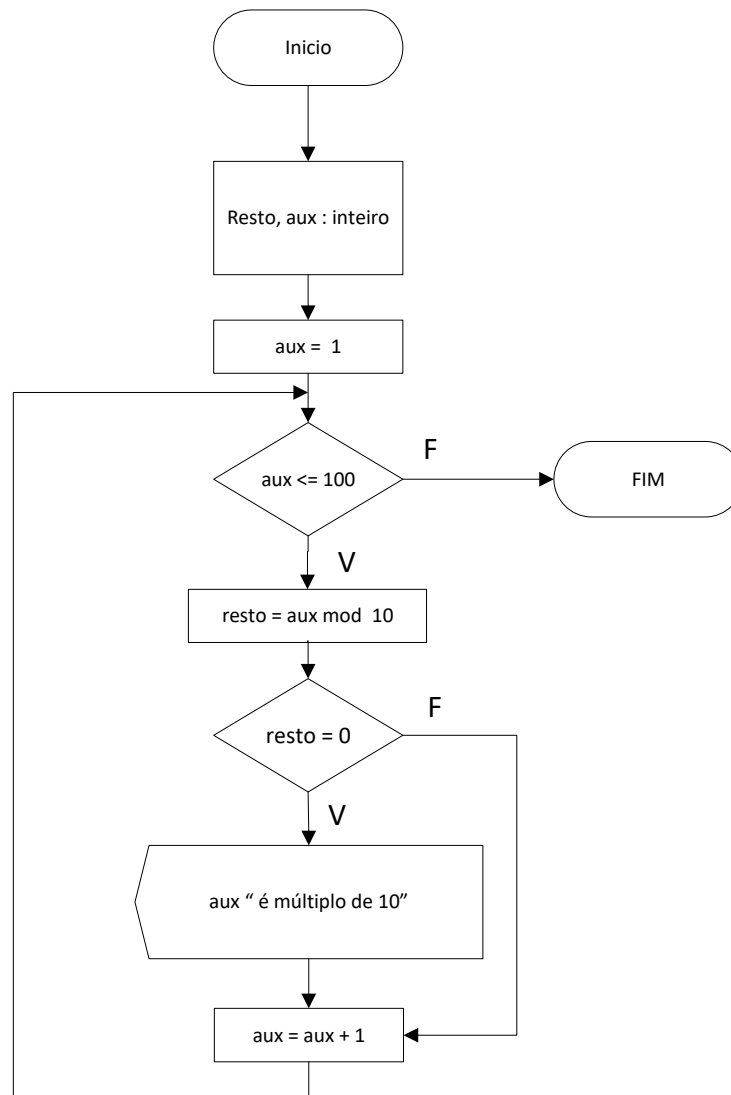 Inicio
Resto, aux : inteiro
aux = 1
aux <= 100
F
FIM
V
resto = aux mod 10
F
resto = 0
V
aux “ é múltiplo de 10”
aux = aux + 1